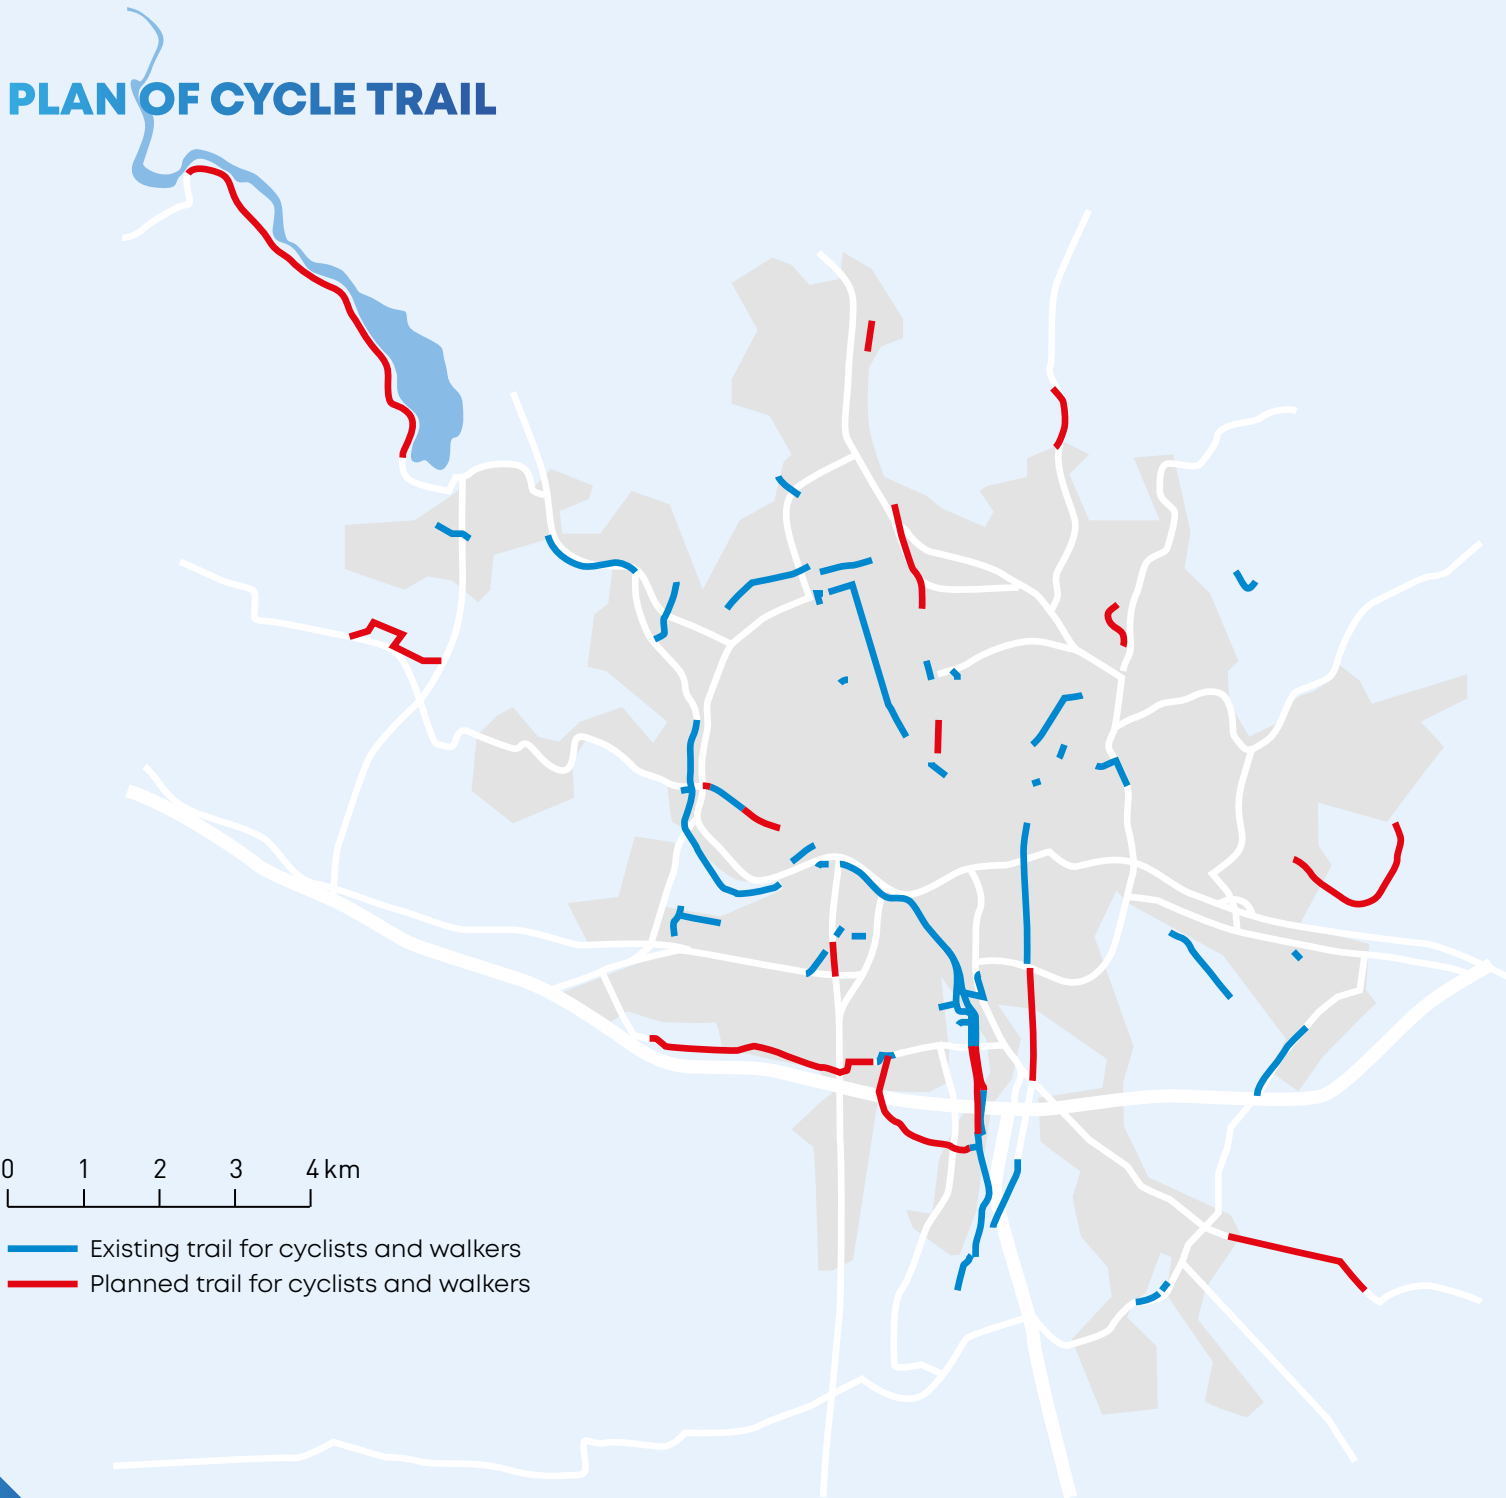 PLAN OF CYCLE TRAIL
0 1 2 3 4 km
Existing trail for cyclists and walkers
Planned trail for cyclists and walkers